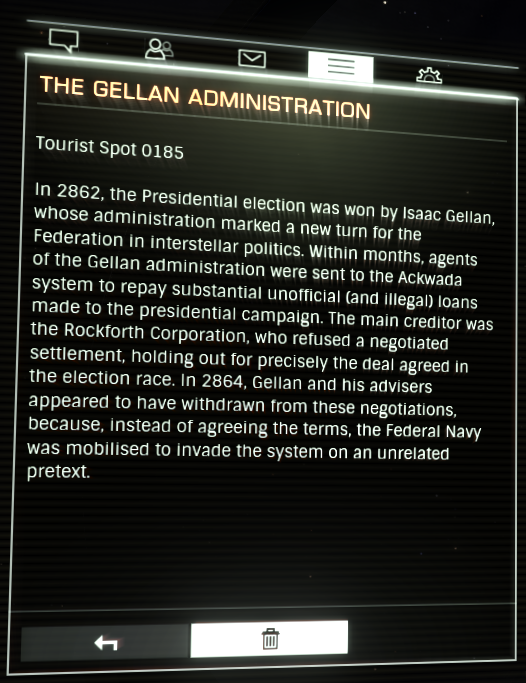 THE GELLAN ADMINISTRATION
Tourist Spot 0185
In 2862, the Presidential election was won by Isaac Gellan,
whose administration marked a new turn for the
Federation in interstellar politics. Within months, agents
of the Gellan administration were sent to the Ackwada
system to repay substantial unofficial (and illegal) loans
made to the presidential campaign. The main creditor was
the Rockforth Corporation, who refused a negotiated
settlement, holding out for precisely the deal agreed in
the election race. In 2864, Gellan and his advisers
appeared to have withdrawn from these negotiations,
because, instead of agreeing the terms, the Federal Navy
was mobilised to invade the system on an unrelated
pretext.